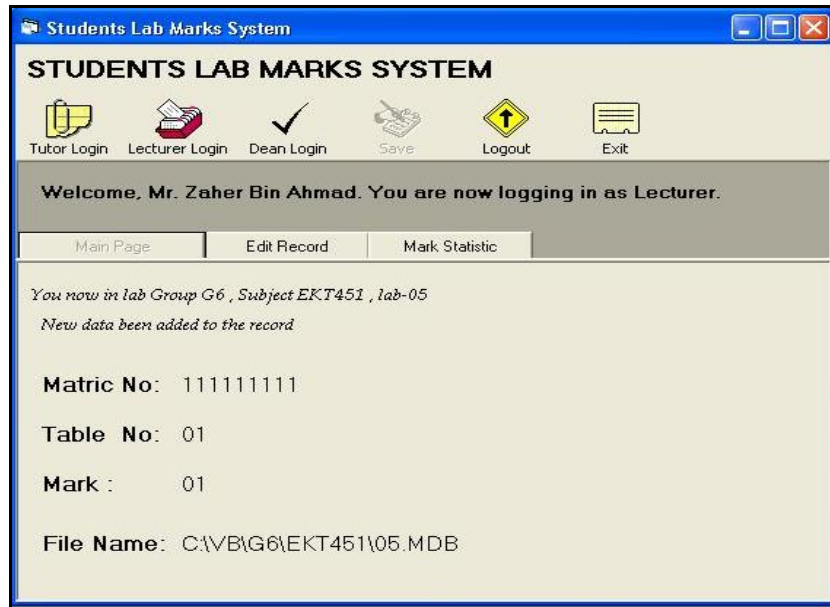 Students Lab Marks System
STUDENTS LAB MARKS SYSTEM
Tutor Login Lecturer Login Dean Login Save Logout Exit
Welcome, Mr. Zaher Bin Ahmad. You are now logging in as Lecturer.
Main Page Edit Record Mark Statistic
You now in lab Group G6 , Subject EKT451 , lab-05
New data been added to the record
Matric No: 111111111
Table No: 01
Mark : 01
File Name: C:\VB\G6\EKT451\05.MDB